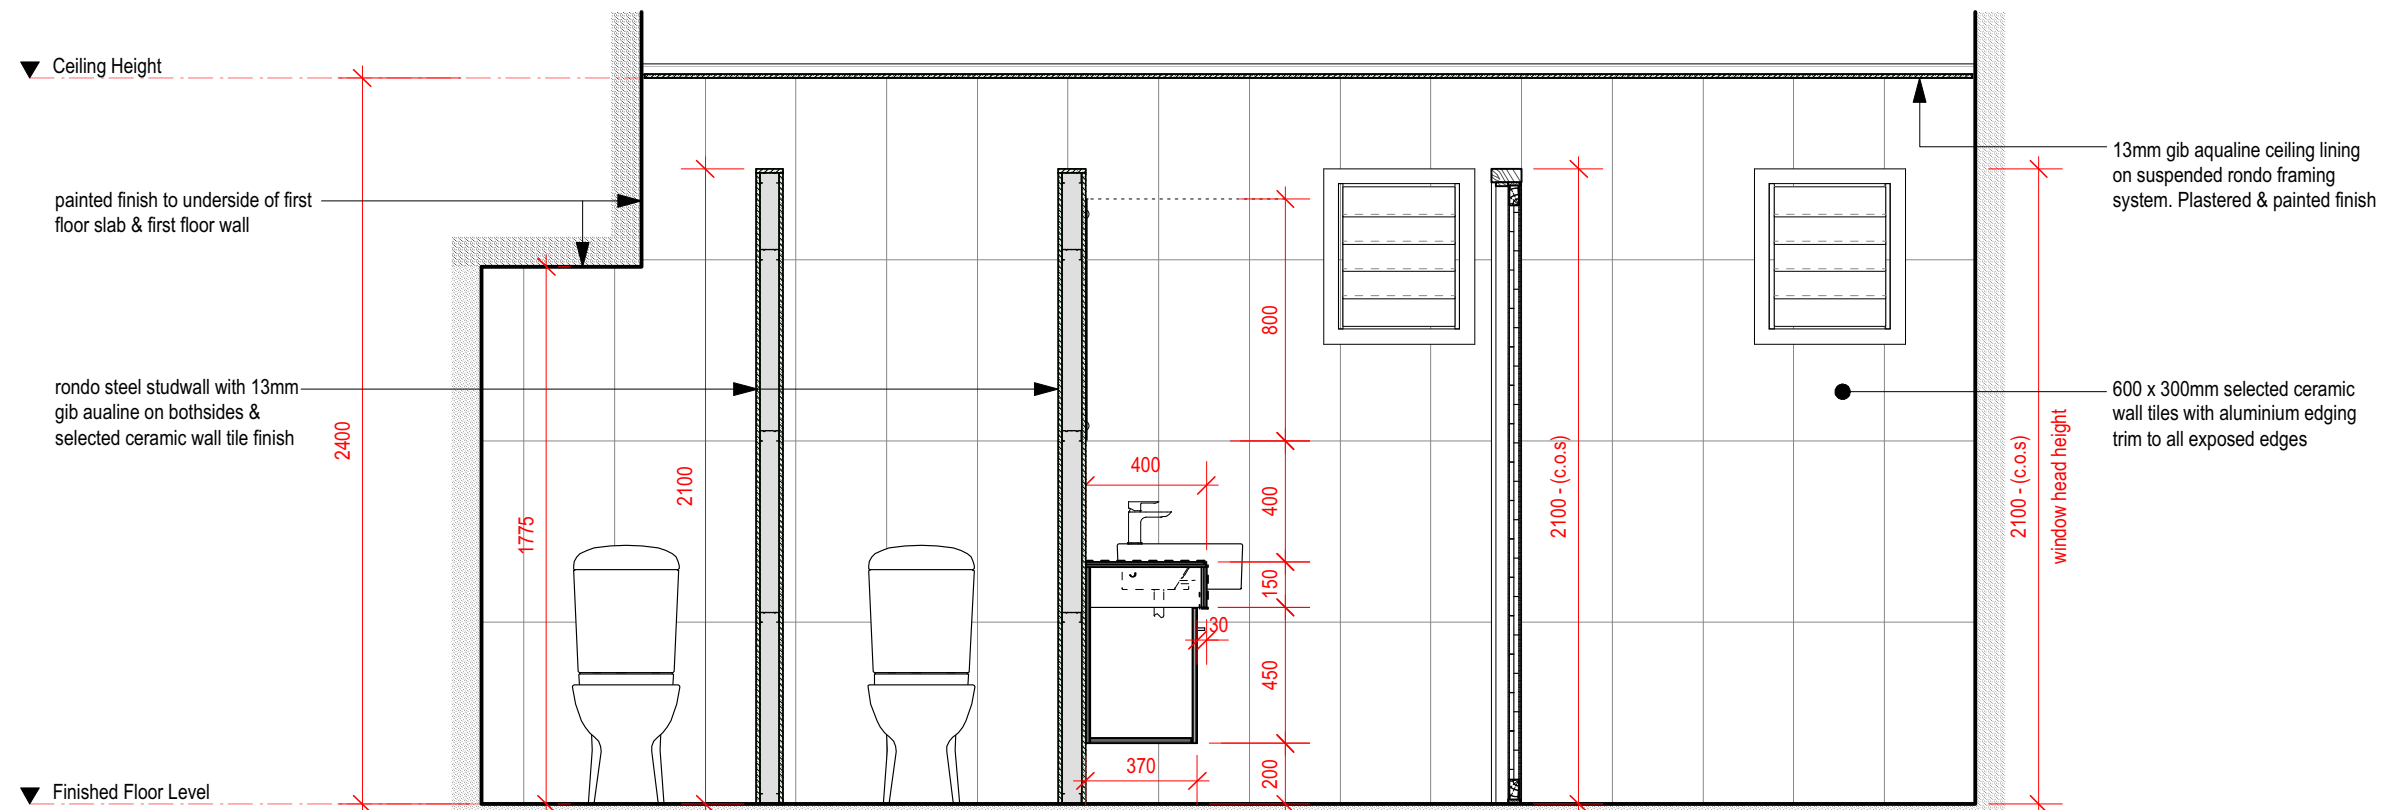 Ceiling Height
painted finish to underside of first
floor slab & first floor wall
rondo steel studwall with 13mm
gib aualine on bothsides &
selected ceramic wall tile finish
Finished Floor Level
2400
1775
2100
400
800
400
150
30
450
370
200
2100 - (c.o.s)
2100 - (c.o.s)
window head height
13mm gib aqualine ceiling lining
on suspended rondo framing
system. Plastered & painted finish
600 x 300mm selected ceramic
wall tiles with aluminium edging
trim to all exposed edges